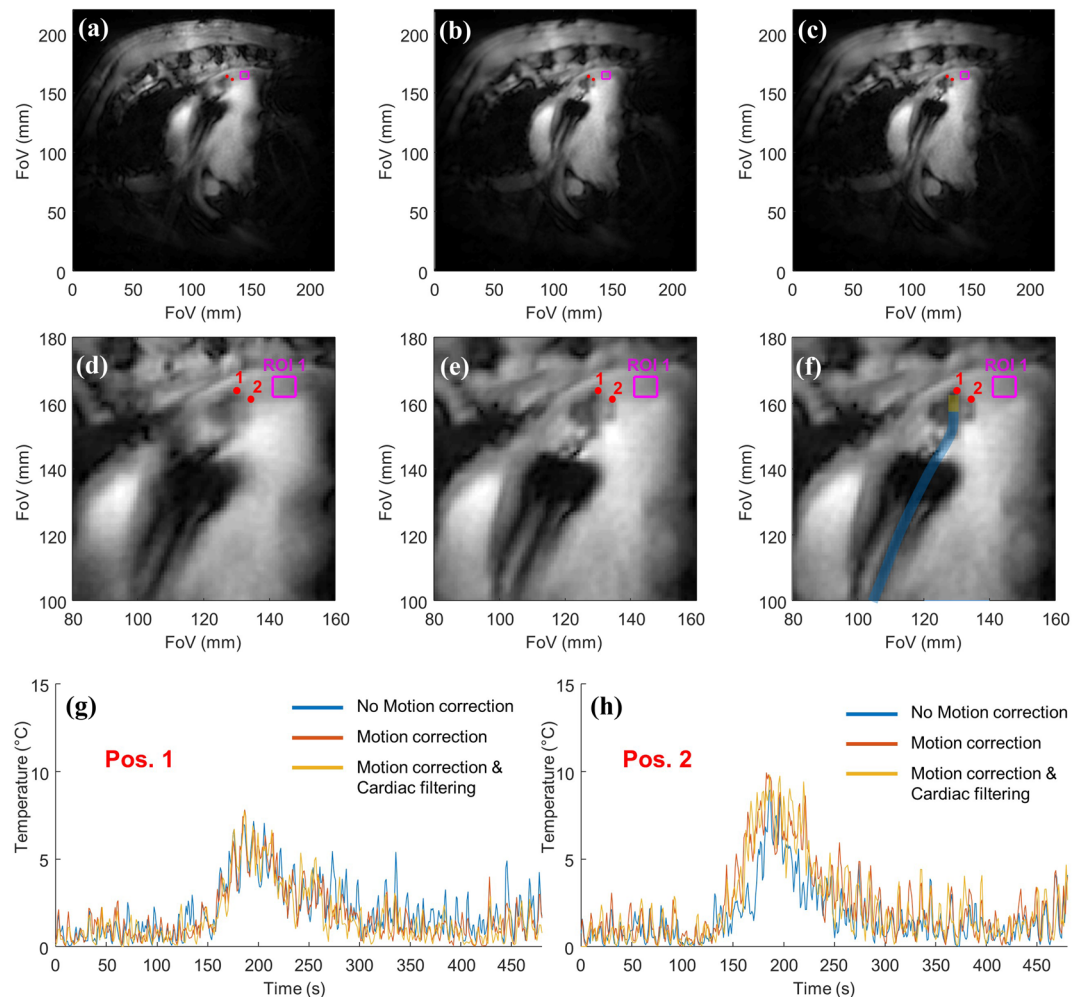 (a)
(b)
(c)
FoV (mm)
200
150
100
50
0
0 50 100 150 200
FoV (mm)
FoV (mm)
200
150
100
50
0
0 50 100 150 200
FoV (mm)
FoV (mm)
200
150
100
50
0
0 50 100 150 200
FoV (mm)
(d)
ROI 1
1
2
FoV (mm)
180
160
140
120
100
80 100 120 140 160
FoV (mm)
(e)
ROI 1
1
2
FoV (mm)
180
160
140
120
100
80 100 120 140 160
FoV (mm)
(f)
ROI 1
1
2
FoV (mm)
180
160
140
120
100
80 100 120 140 160
FoV (mm)
(g)
Pos. 1
No Motion correction
Motion correction
Motion correction &
Cardiac filtering
Temperature (°C)
15
10
5
0
0 50 100 150 200 250 300 350 400 450
Time (s)
(h)
Pos. 2
No Motion correction
Motion correction
Motion correction &
Cardiac filtering
Temperature (°C)
15
10
5
0
0 50 100 150 200 250 300 350 400 450
Time (s)